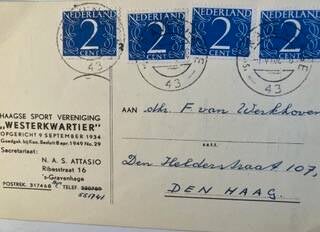 NEDERLAND
2
CENT
NEDERLAND
2
CENT
NEDERLAND
2
CENT
NEDERLAND
2
CENT
43
43
HAAGSE SPORT VERENIGING
„WESTERKWARTIER”
OPGERICHT 9 SEPTEMBER 1934
Goedgek. bij Kon. Besluit 8 apr. 1949 No. 29
Secretariaat:
N. A. S. ATTASIO
Ribesstraat 16
's-Gravenhage
POSTREK. 317468 TELEF. 390789
551741
AAN
dhr. F. van Werkhoven
Den Helderstraat 107,
DEN HAAG.